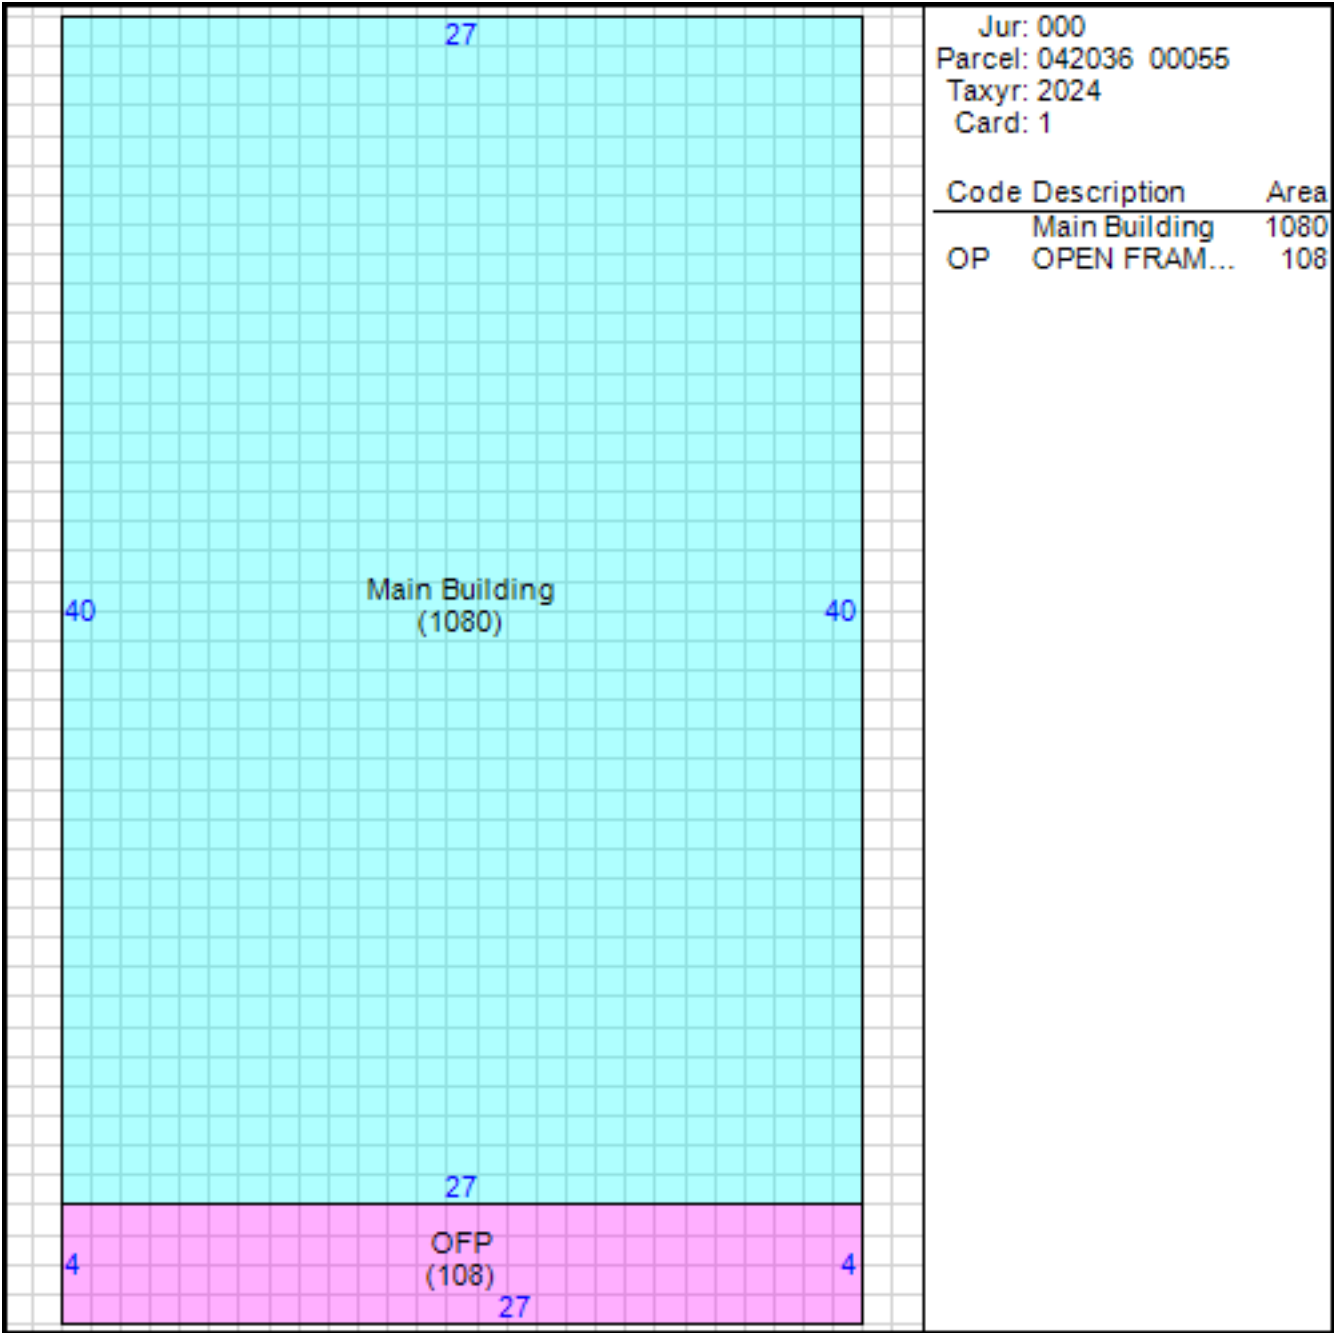 27
40
Main Building
(1080)
40
27
OFP
(108)
4
4
27
Jur: 000
Parcel: 042036 00055
Taxyr: 2024
Card: 1
Code Description Area
Main Building 1080
OP OPEN FRAM... 108